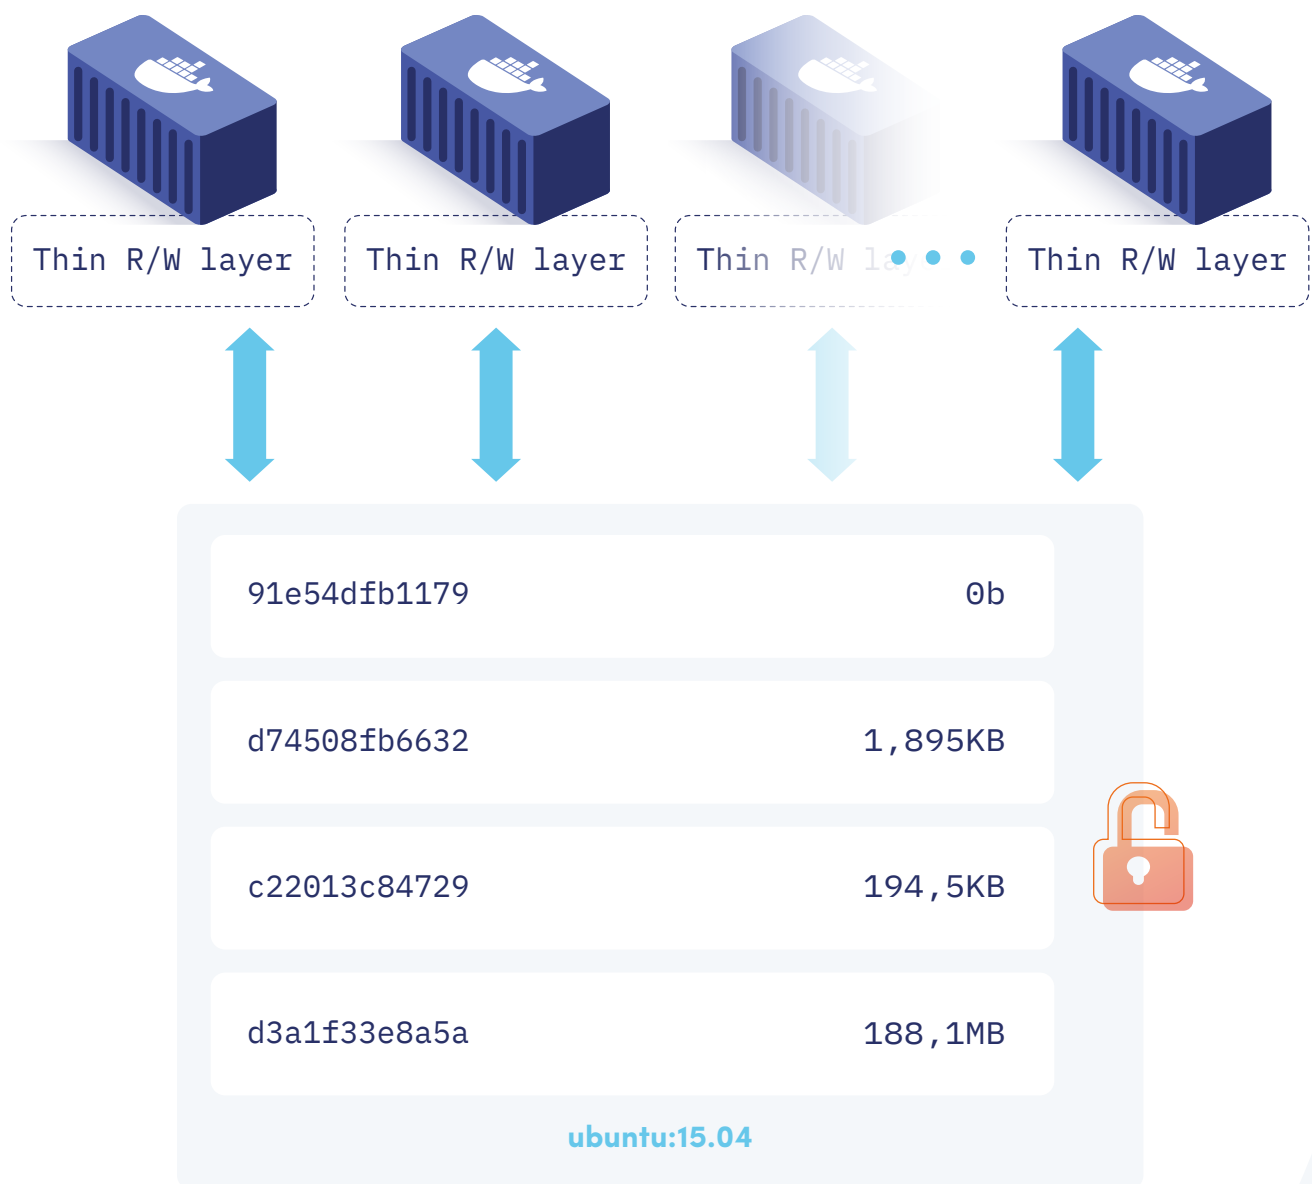 Thin R/W layer
Thin R/W layer
Thin R/W layer
Thin R/W layer
91e54dfb1179 0b
d74508fb6632 1,895KB
c22013c84729 194,5KB
d3a1f33e8a5a 188,1MB
ubuntu:15.04